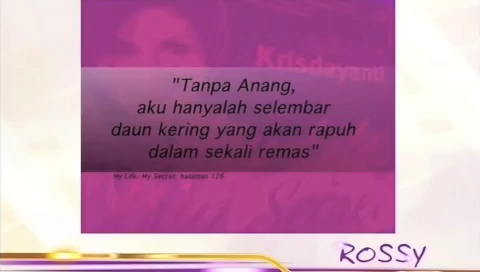 Krisdayanti
"Tanpa Anang,
aku hanyalah selembar
daun kering yang akan rapuh
dalam sekali remas"
My Life, My Secret halaman 126
ROSSY